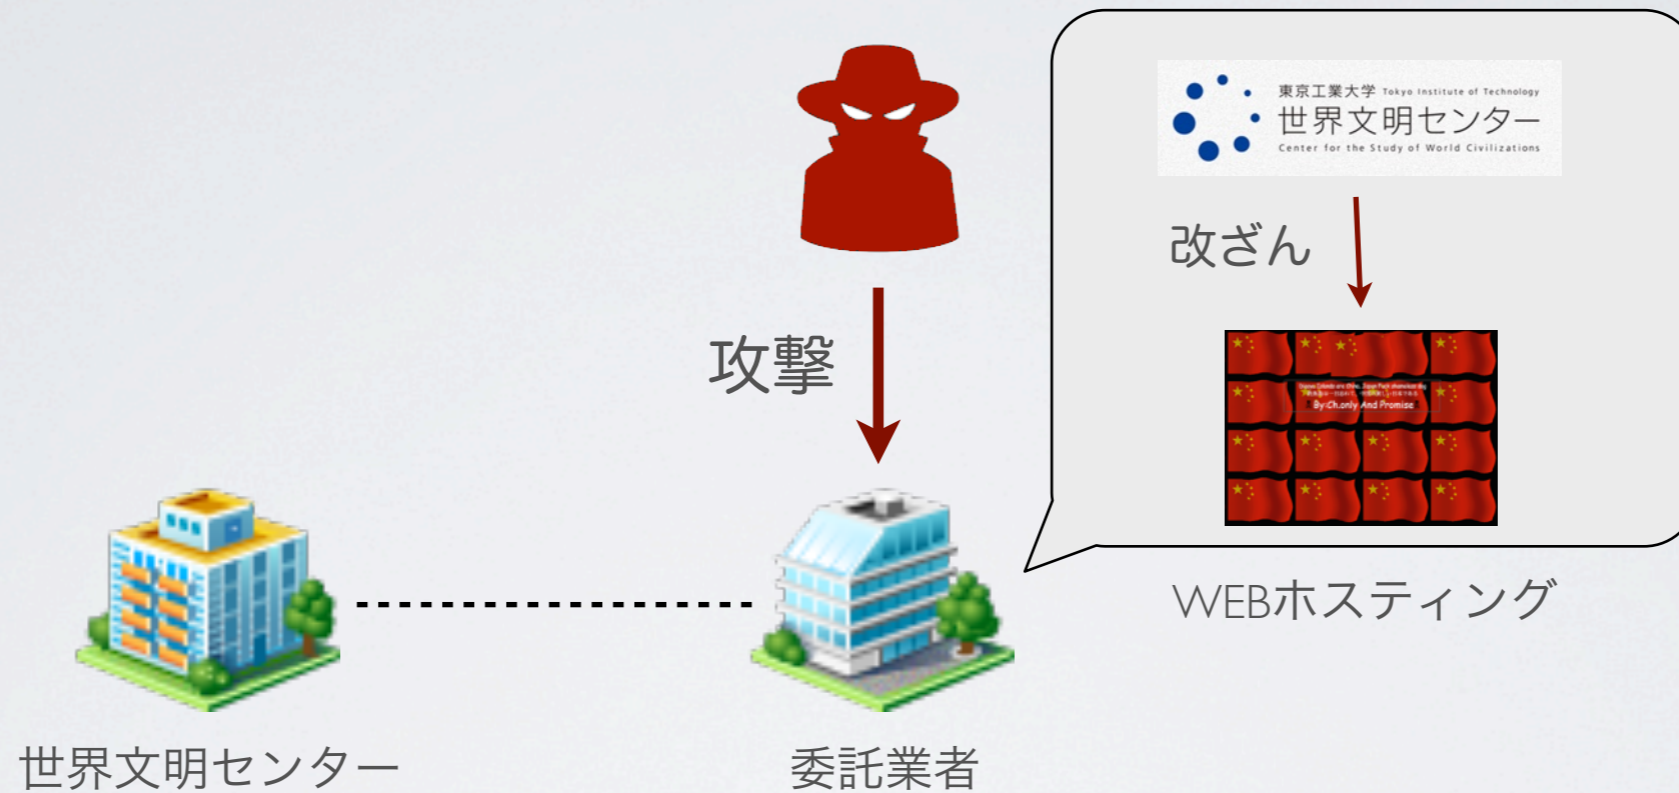 東京工業大学 Tokyo Institute of Technology
世界文明センター
Center for the Study of World Civilizations
改ざん
攻撃
By:Ch.only And Promise
WEBホスティング
世界文明センター
委託業者